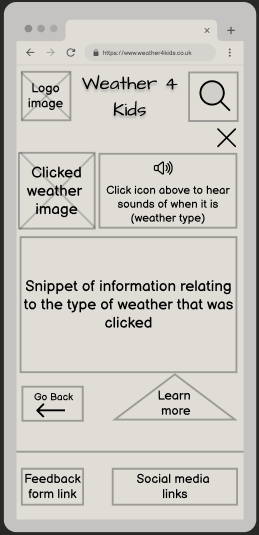 https://www.weather4kids.co.uk
Logo
image
Weather 4
Kids
Clicked
weather
image
Click icon above to hear
sounds of when it is
(weather type)
Snippet of information relating
to the type of weather that was
clicked
Go Back
Learn
more
Feedback
form link
Social media
links